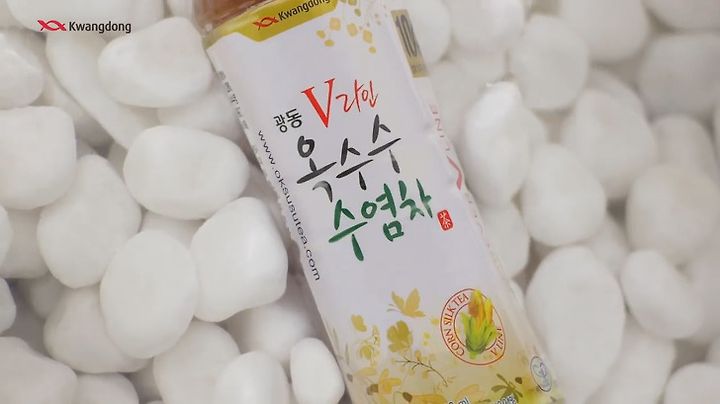 Kwangdong
Kwangdong
광동 V라인
옥수수
수염차
茶
www.oksusutea.com
CORN SILK TEA